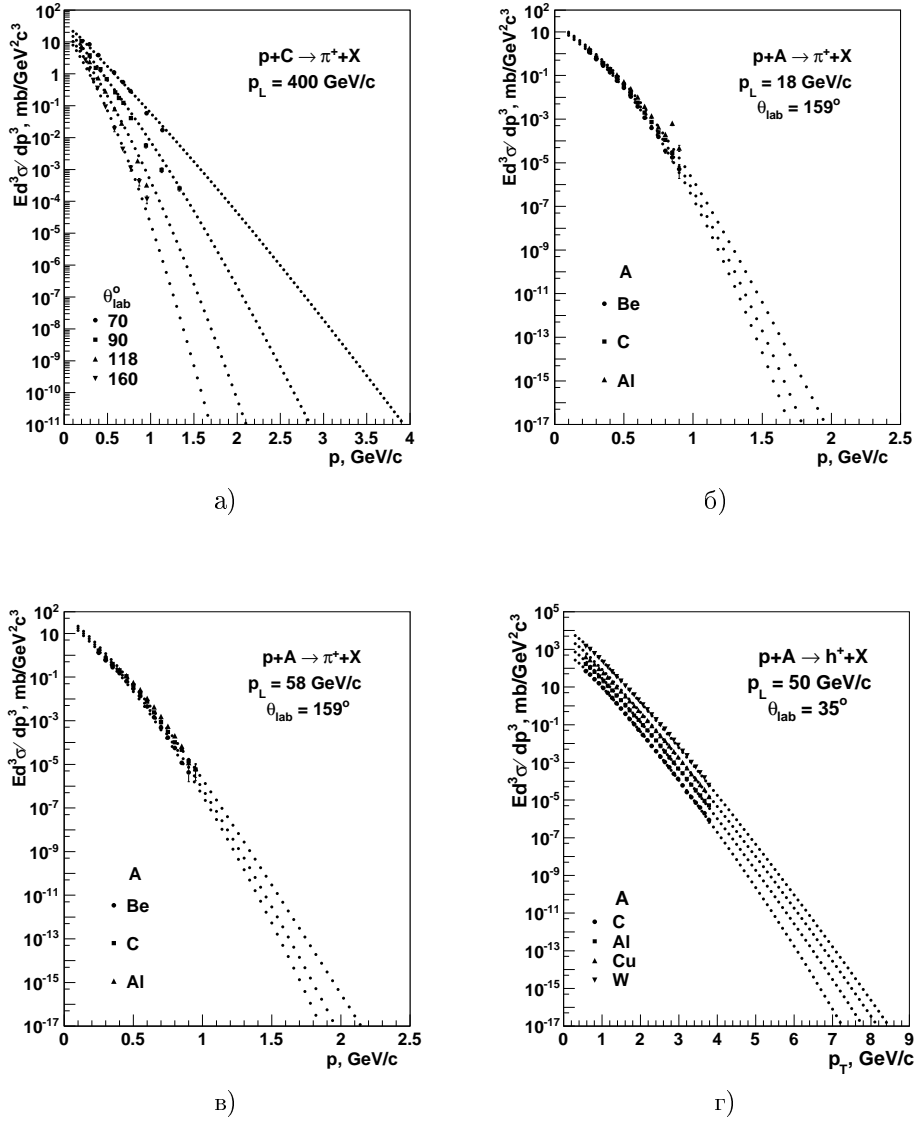 Ed³σ/ dp³, mb/GeV²c³
10²
10
1
10⁻¹
10⁻²
10⁻³
10⁻⁴
10⁻⁵
10⁻⁶
10⁻⁷
10⁻⁸
10⁻⁹
10⁻¹⁰
10⁻¹¹
p+C → π⁺+X
p_L = 400 GeV/c
θ°_lab
70
90
118
160
0 0.5 1 1.5 2 2.5 3 3.5 4
p, GeV/c
а)
Ed³σ/ dp³, mb/GeV²c³
10²
10
10⁻¹
10⁻³
10⁻⁵
10⁻⁷
10⁻⁹
10⁻¹¹
10⁻¹³
10⁻¹⁵
10⁻¹⁷
p+A → π⁺+X
p_L = 18 GeV/c
θ_lab = 159°
A
Be
C
Al
0 0.5 1 1.5 2 2.5
p, GeV/c
б)
Ed³σ/ dp³, mb/GeV²c³
10²
10
10⁻¹
10⁻³
10⁻⁵
10⁻⁷
10⁻⁹
10⁻¹¹
10⁻¹³
10⁻¹⁵
10⁻¹⁷
p+A → π⁺+X
p_L = 58 GeV/c
θ_lab = 159°
A
Be
C
Al
0 0.5 1 1.5 2 2.5
p, GeV/c
в)
Ed³σ/ dp³, mb/GeV²c³
10⁵
10³
10
10⁻¹
10⁻³
10⁻⁵
10⁻⁷
10⁻⁹
10⁻¹¹
10⁻¹³
10⁻¹⁵
10⁻¹⁷
p+A → h⁺+X
p_L = 50 GeV/c
θ_lab = 35°
A
C
Al
Cu
W
0 1 2 3 4 5 6 7 8 9
p_T, GeV/c
г)